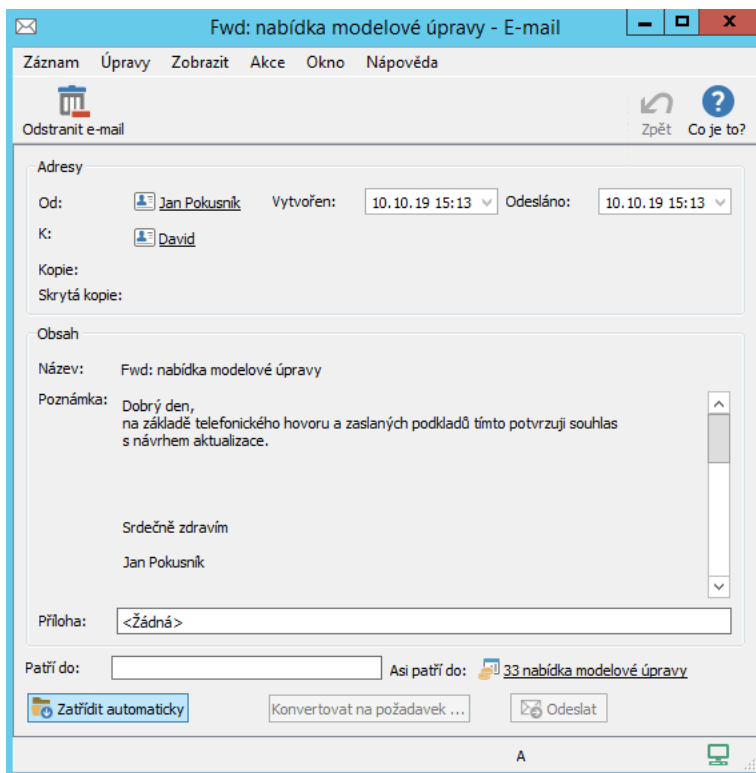 Fwd: nabídka modelové úpravy - E-mail
Záznam Úpravy Zobrazit Akce Okno Nápověda
Odstranit e-mail Zpět Co je to?
Adresy
Od: Jan Pokusník Vytvořen: 10.10.19 15:13 Odesláno: 10.10.19 15:13
K: David
Kopie:
Skrytá kopie:
Obsah
Název: Fwd: nabídka modelové úpravy
Poznámka: Dobrý den,
na základě telefonického hovoru a zaslaných podkladů tímto potvrzuji souhlas
s návrhem aktualizace.
Srdečně zdravím
Jan Pokusník
Příloha: <Žádná>
Patří do: Asi patří do: 33 nabídka modelové úpravy
Zatřídit automaticky Konvertovat na požadavek ... Odeslat
A